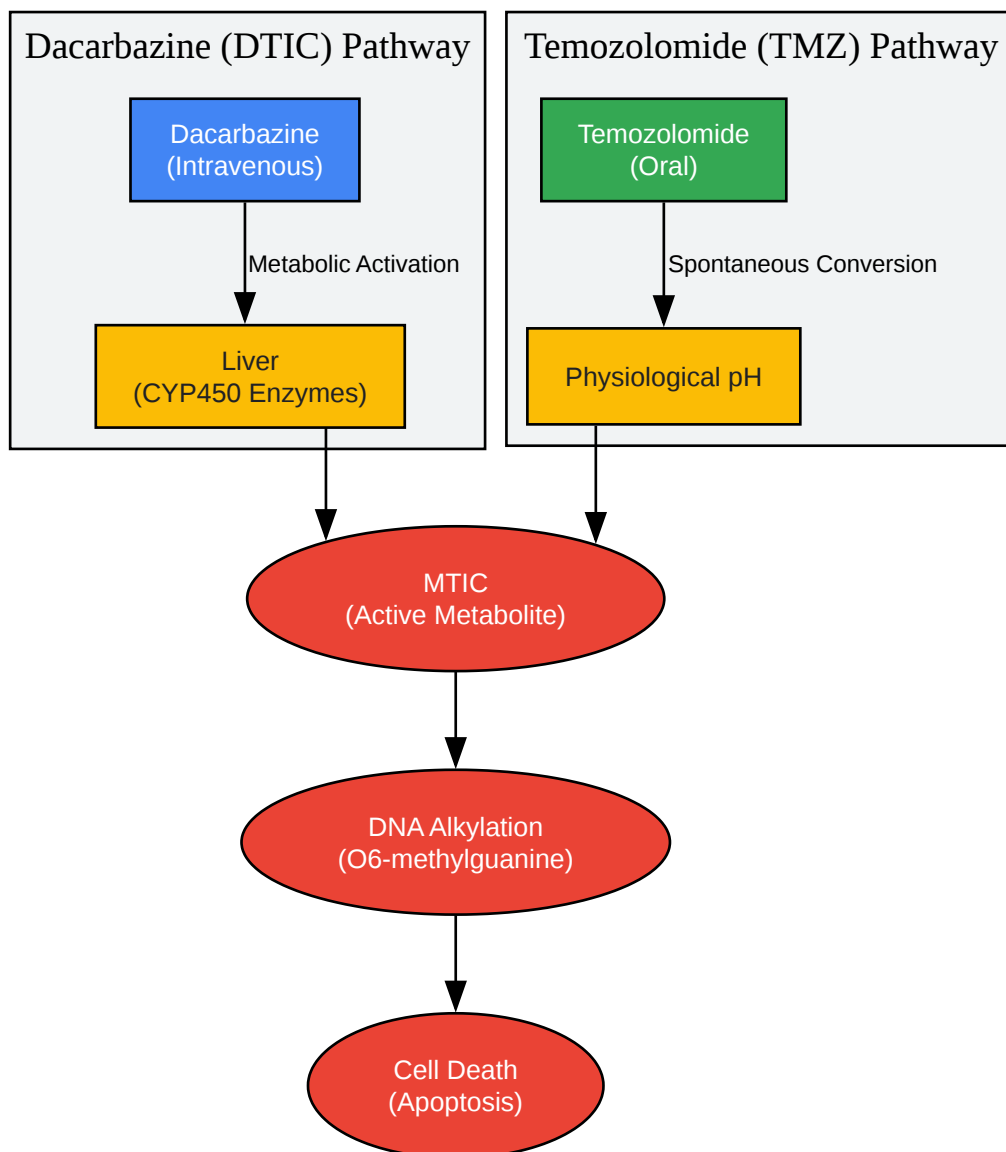 Dacarbazine (DTIC) Pathway
Dacarbazine
(Intravenous)
Metabolic Activation
Liver
(CYP450 Enzymes)
Temozolomide (TMZ) Pathway
Temozolomide
(Oral)
Spontaneous Conversion
Physiological pH
MTIC
(Active Metabolite)
DNA Alkylation
(O6-methylguanine)
Cell Death
(Apoptosis)